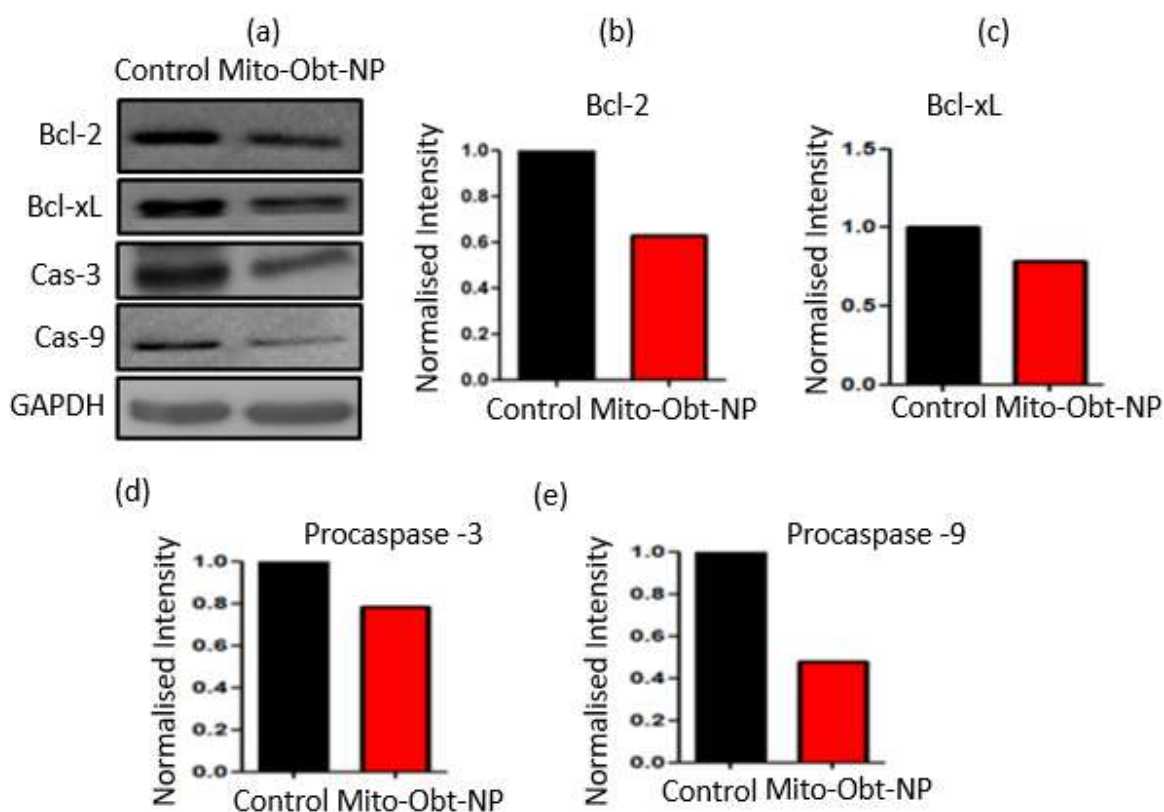 (a)
Control Mito-Obt-NP
Bcl-2
Bcl-xL
Cas-3
Cas-9
GAPDH
(b)
Bcl-2
Normalised Intensity
1.0
0.8
0.6
0.4
0.2
0.0
Control Mito-Obt-NP
(c)
Bcl-xL
Normalised Intensity
1.5
1.0
0.5
0.0
Control Mito-Obt-NP
(d)
Procaspase -3
Normalised Intensity
1.0
0.8
0.6
0.4
0.2
0.0
Control Mito-Obt-NP
(e)
Procaspase -9
Normalised Intensity
1.0
0.8
0.6
0.4
0.2
0.0
Control Mito-Obt-NP